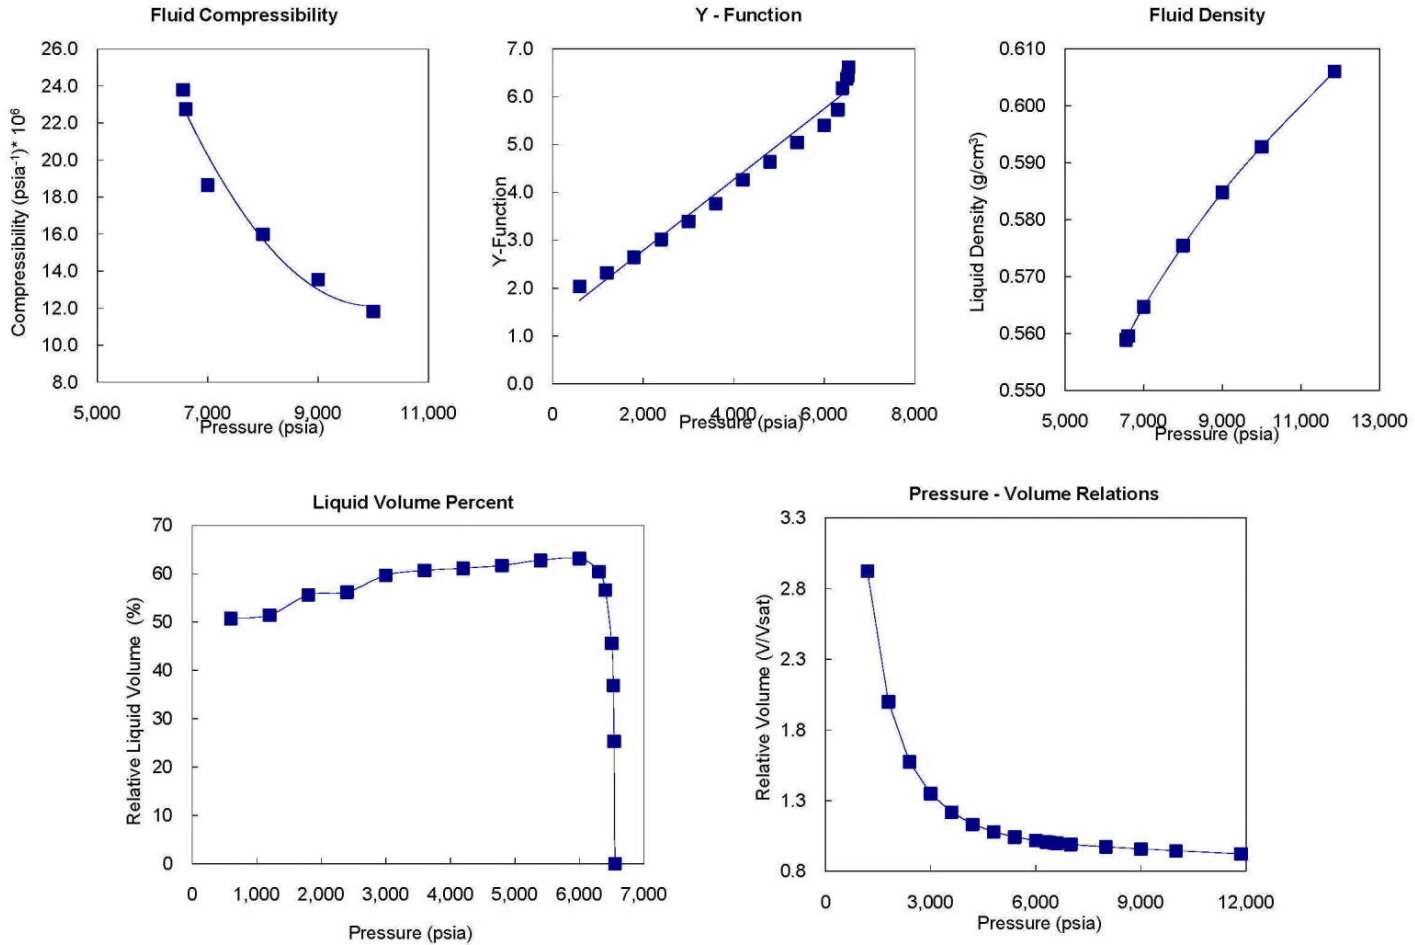 Fluid Compressibility
26.0
24.0
22.0
20.0
18.0
16.0
14.0
12.0
10.0
8.0
Compressibility (psia⁻¹)* 10⁶
5,000 7,000 9,000 11,000
Pressure (psia)
Y - Function
7.0
6.0
5.0
4.0
3.0
2.0
1.0
0.0
Y-Function
0 2,000 4,000 6,000 8,000
Pressure (psia)
Fluid Density
0.610
0.600
0.590
0.580
0.570
0.560
0.550
Liquid Density (g/cm³)
5,000 7,000 9,000 11,000 13,000
Pressure (psia)
Liquid Volume Percent
70
60
50
40
30
20
10
0
Relative Liquid Volume (%)
0 1,000 2,000 3,000 4,000 5,000 6,000 7,000
Pressure (psia)
Pressure - Volume Relations
3.3
2.8
2.3
1.8
1.3
0.8
Relative Volume (V/Vsat)
0 3,000 6,000 9,000 12,000
Pressure (psia)